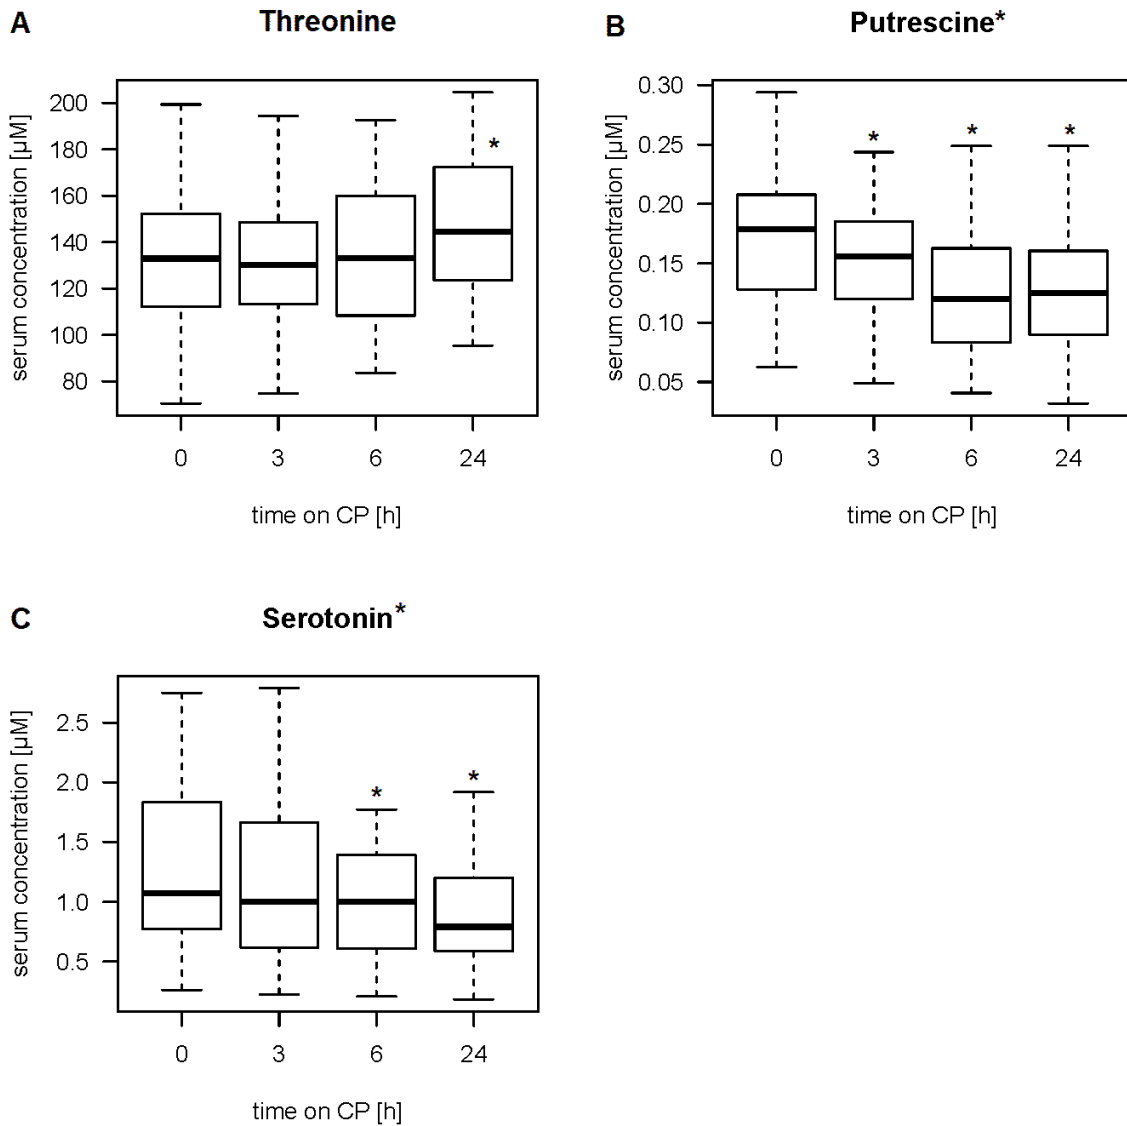 A
Threonine
serum concentration [µM]
200
180
160
140
120
100
80
*
0 3 6 24
time on CP [h]
B
Putrescine*
serum concentration [µM]
0.30
0.25
0.20
0.15
0.10
0.05
* * *
0 3 6 24
time on CP [h]
C
Serotonin*
serum concentration [µM]
2.5
2.0
1.5
1.0
0.5
* *
0 3 6 24
time on CP [h]